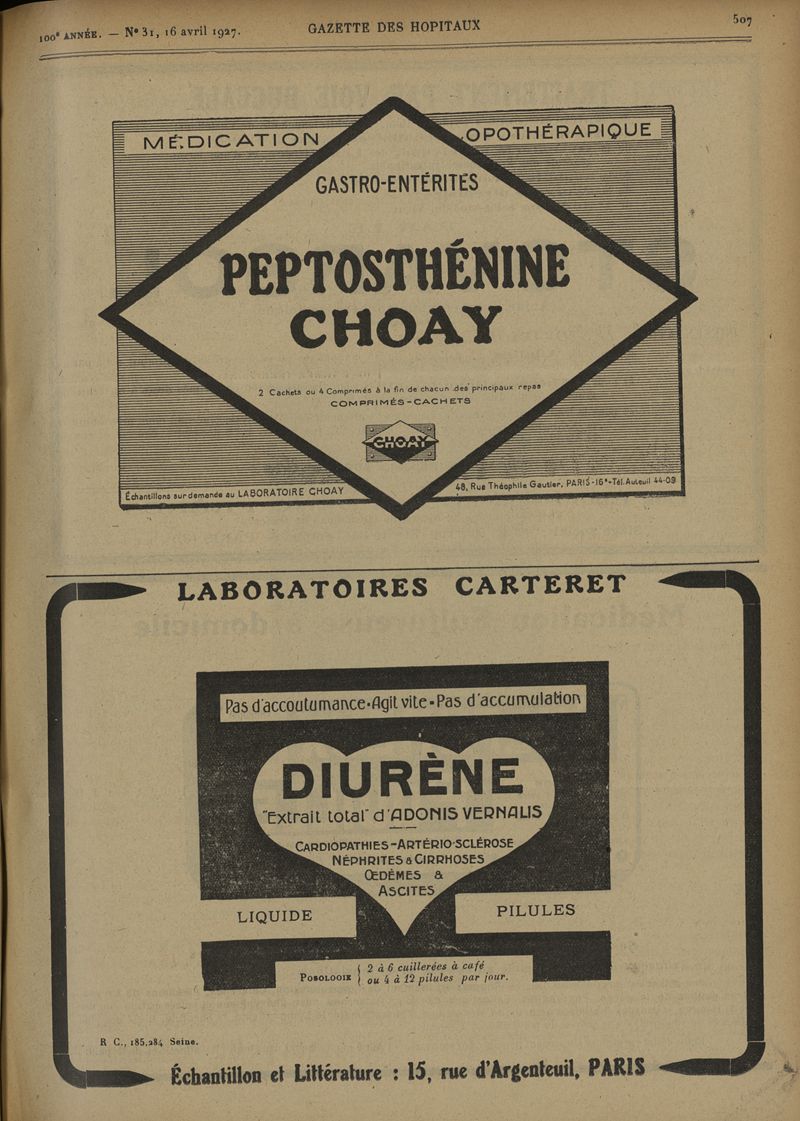 100e ANNÉE. — No 31, 16 avril 1927.
GAZETTE DES HOPITAUX
507
MÉDICATION
OPOTHÉRAPIQUE
GASTRO-ENTÉRITES
PEPTOSTHÉNINE
CHOAY
2 Cachets ou 4 Comprimés à la fin de chacun des principaux repas
COMPRIMÉS - CACHETS
CHOAY
Échantillons sur demande au LABORATOIRE CHOAY
48, Rue Théophile Gautier, PARIS-16e-Tél. Auteuil 44-09
LABORATOIRES CARTERET
Pas d'accoutumance-Agit vite-Pas d'accumulation
DIURÈNE
"Extrait total" d'ADONIS VERNALIS
CARDIOPATHIES-ARTÉRIO-SCLÉROSE
NÉPHRITES & CIRRHOSES
ŒDÈMES &
ASCITES
LIQUIDE
PILULES
POSOLOGIE { 2 à 6 cuillerées à café
ou 4 à 12 pilules par jour.
R C., 185,284 Seine.
Échantillon et Littérature : 15, rue d'Argenteuil, PARIS